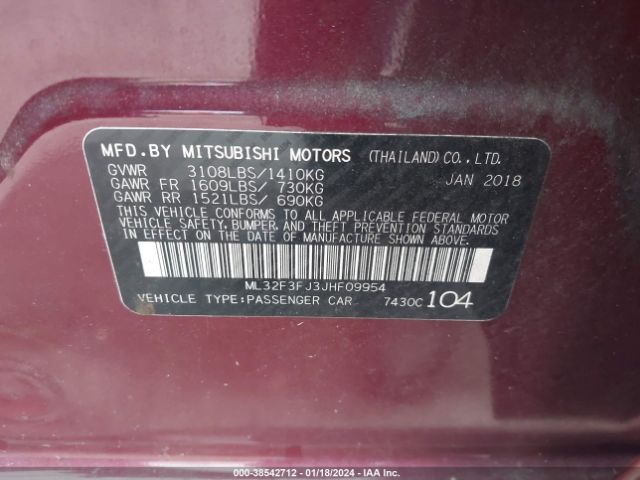 MFD.BY MITSUBISHI MOTORS (THAILAND)CO.,LTD.
GVWR 3108LBS/1410KG JAN 2018
GAWR FR 1609LBS/ 730KG
GAWR RR 1521LBS/ 690KG
THIS VEHICLE CONFORMS TO ALL APPLICABLE FEDERAL MOTOR
VEHICLE SAFETY, BUMPER, AND THEFT PREVENTION STANDARDS
IN EFFECT ON THE DATE OF MANUFACTURE SHOWN ABOVE.
ML32F3FJ3JHF09954
VEHICLE TYPE:PASSENGER CAR 7430C 104
000-38542712 - 01/18/2024 - IAAI.COM